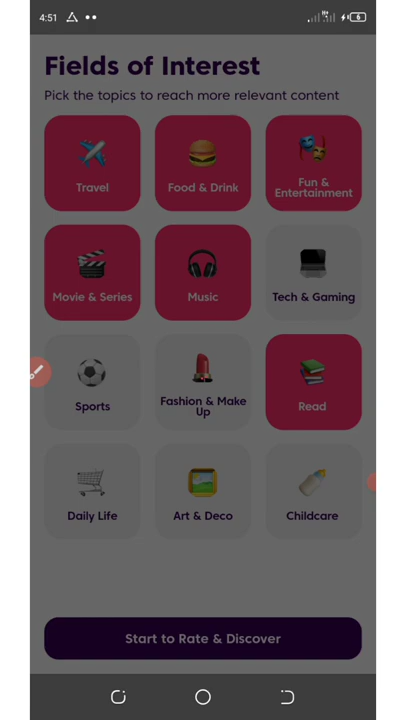 4:51
6
Fields of Interest
Pick the topics to reach more relevant content
Travel
Food & Drink
Fun &
Entertainment
Movie & Series
Music
Tech & Gaming
Sports
Fashion & Make
Up
Read
Daily Life
Art & Deco
Childcare
Start to Rate & Discover